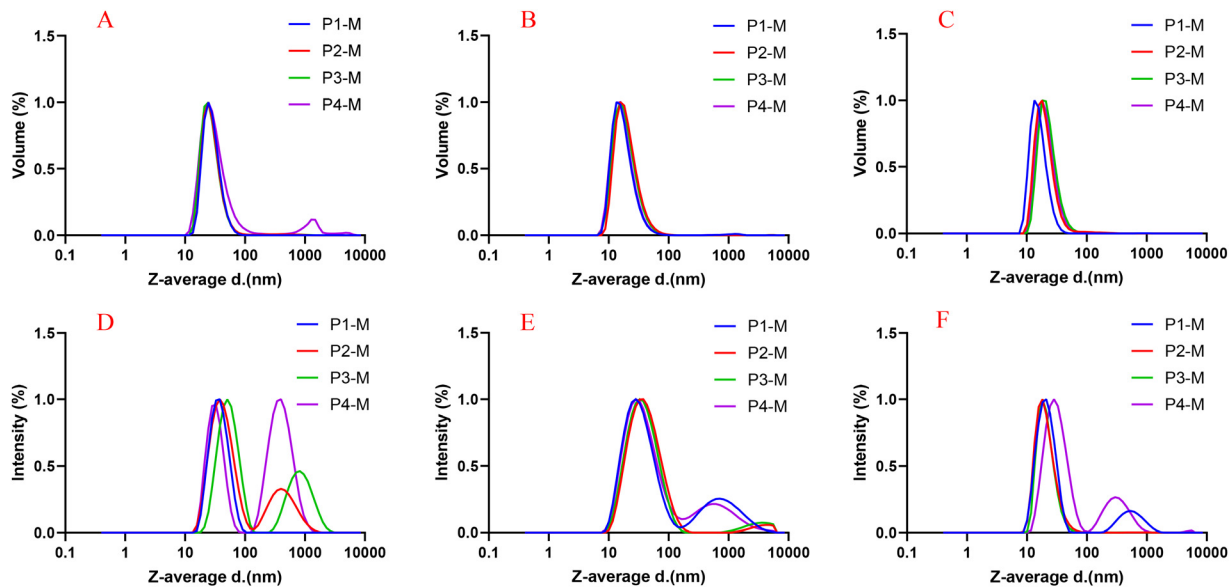 A
1.5
1.0
0.5
0.0
Volume (%)
0.1
1
10
100
1000
10000
Z-average d.(nm)
P1-M
P2-M
P3-M
P4-M
B
1.5
1.0
0.5
0.0
Volume (%)
0.1
1
10
100
1000
10000
Z-average d.(nm)
P1-M
P2-M
P3-M
P4-M
C
1.5
1.0
0.5
0.0
Volume (%)
0.1
1
10
100
1000
10000
Z-average d.(nm)
P1-M
P2-M
P3-M
P4-M
D
1.5
1.0
0.5
0.0
Intensity (%)
0.1
1
10
100
1000
10000
Z-average d.(nm)
P1-M
P2-M
P3-M
P4-M
E
1.5
1.0
0.5
0.0
Intensity (%)
0.1
1
10
100
1000
10000
Z-average d.(nm)
P1-M
P2-M
P3-M
P4-M
F
1.5
1.0
0.5
0.0
Intensity (%)
0.1
1
10
100
1000
10000
Z-average d.(nm)
P1-M
P2-M
P3-M
P4-M